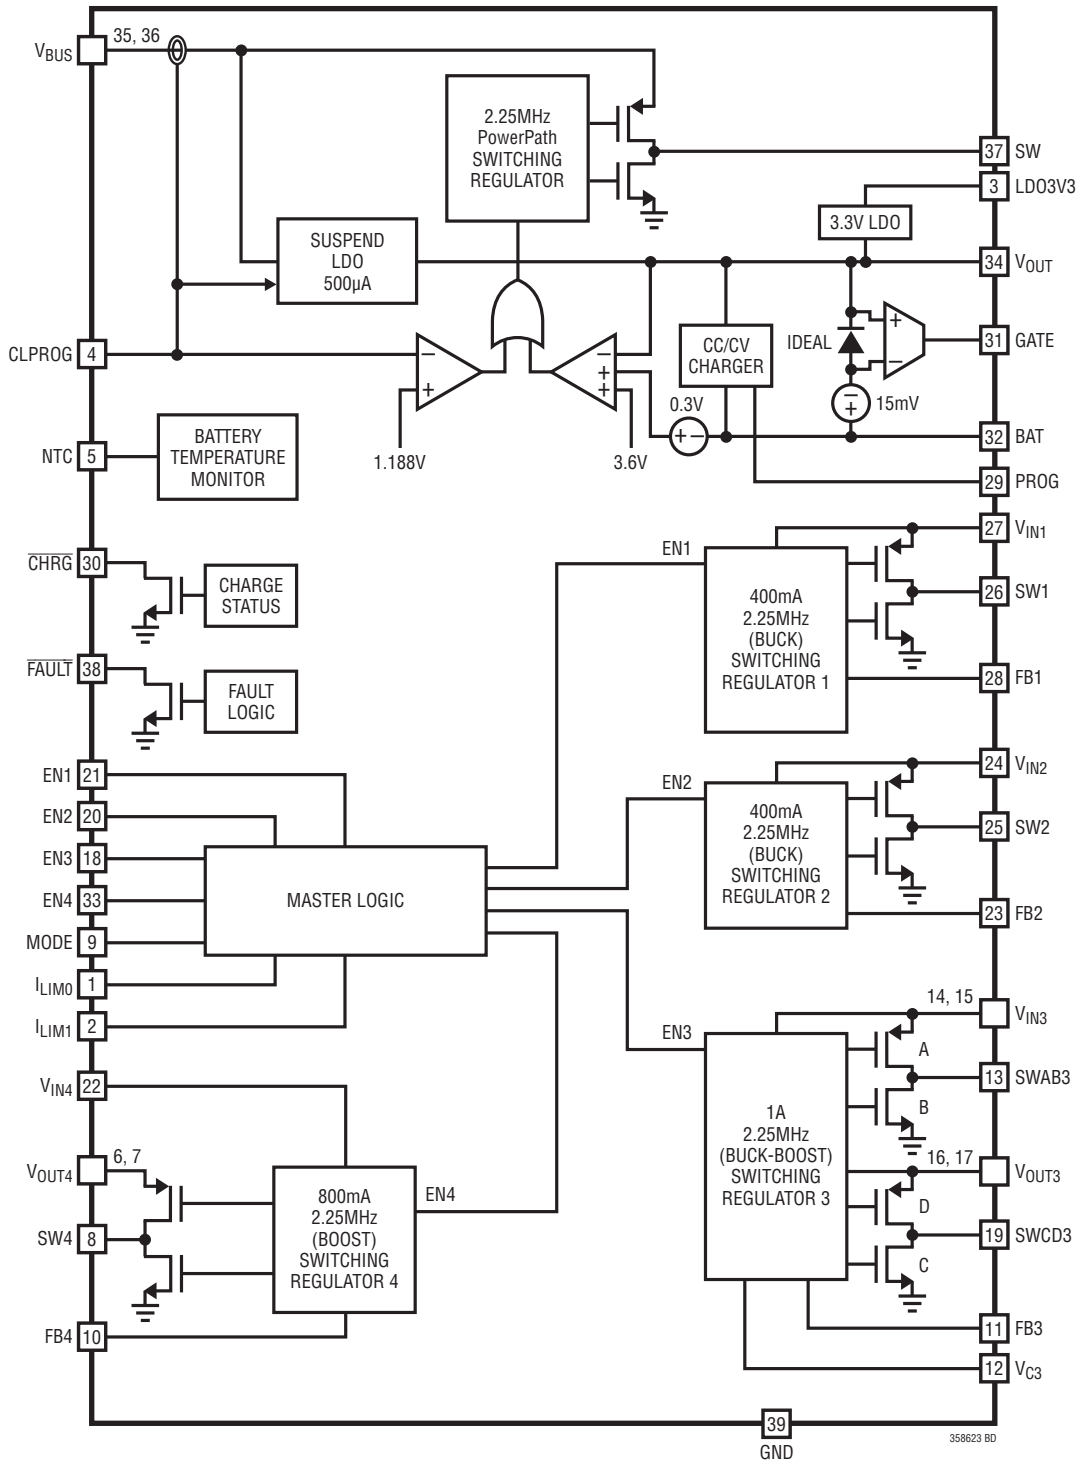 VBUS
35, 36
2.25MHz
PowerPath
SWITCHING
REGULATOR
37
SW
3
LDO3V3
3.3V LDO
SUSPEND
LDO
500µA
34
VOUT
CLPROG
4
−
+
−
+
+
CC/CV
CHARGER
IDEAL
+
−
31
GATE
0.3V
+ −
−
+
15mV
1.188V
3.6V
32
BAT
NTC
5
BATTERY
TEMPERATURE
MONITOR
29
PROG
CHRG
30
CHARGE
STATUS
FAULT
38
FAULT
LOGIC
EN1
27
VIN1
400mA
2.25MHz
(BUCK)
SWITCHING
REGULATOR 1
26
SW1
28
FB1
EN1
21
EN2
20
EN3
18
EN4
33
MODE
9
ILIM0
1
ILIM1
2
MASTER LOGIC
EN2
24
VIN2
400mA
2.25MHz
(BUCK)
SWITCHING
REGULATOR 2
25
SW2
23
FB2
EN3
14, 15
VIN3
1A
2.25MHz
(BUCK-BOOST)
SWITCHING
REGULATOR 3
A
13
SWAB3
B
16, 17
VOUT3
D
19
SWCD3
C
11
FB3
12
VC3
VIN4
22
VOUT4
6, 7
SW4
8
800mA
2.25MHz
(BOOST)
SWITCHING
REGULATOR 4
EN4
FB4
10
39
GND
358623 BD